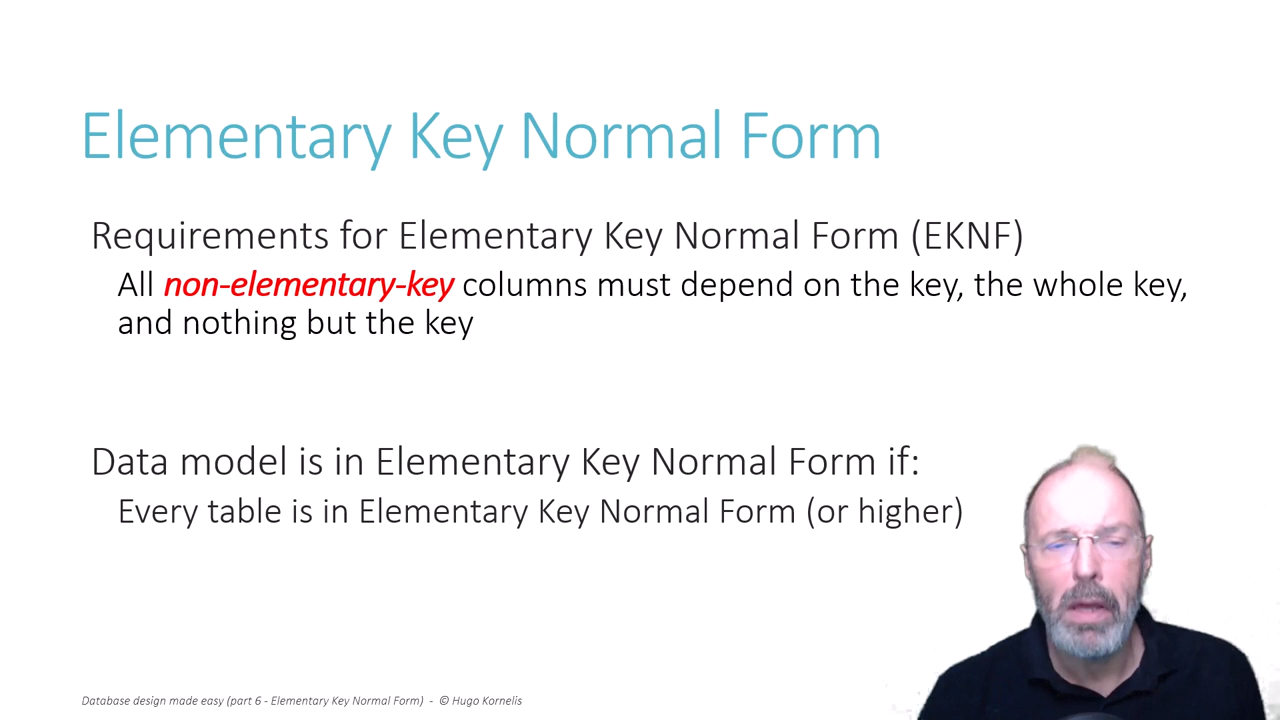 Elementary Key Normal Form
Requirements for Elementary Key Normal Form (EKNF)
All non-elementary-key columns must depend on the key, the whole key,
and nothing but the key
Data model is in Elementary Key Normal Form if:
Every table is in Elementary Key Normal Form (or higher)
Database design made easy (part 6 - Elementary Key Normal Form)  -  © Hugo Kornelis